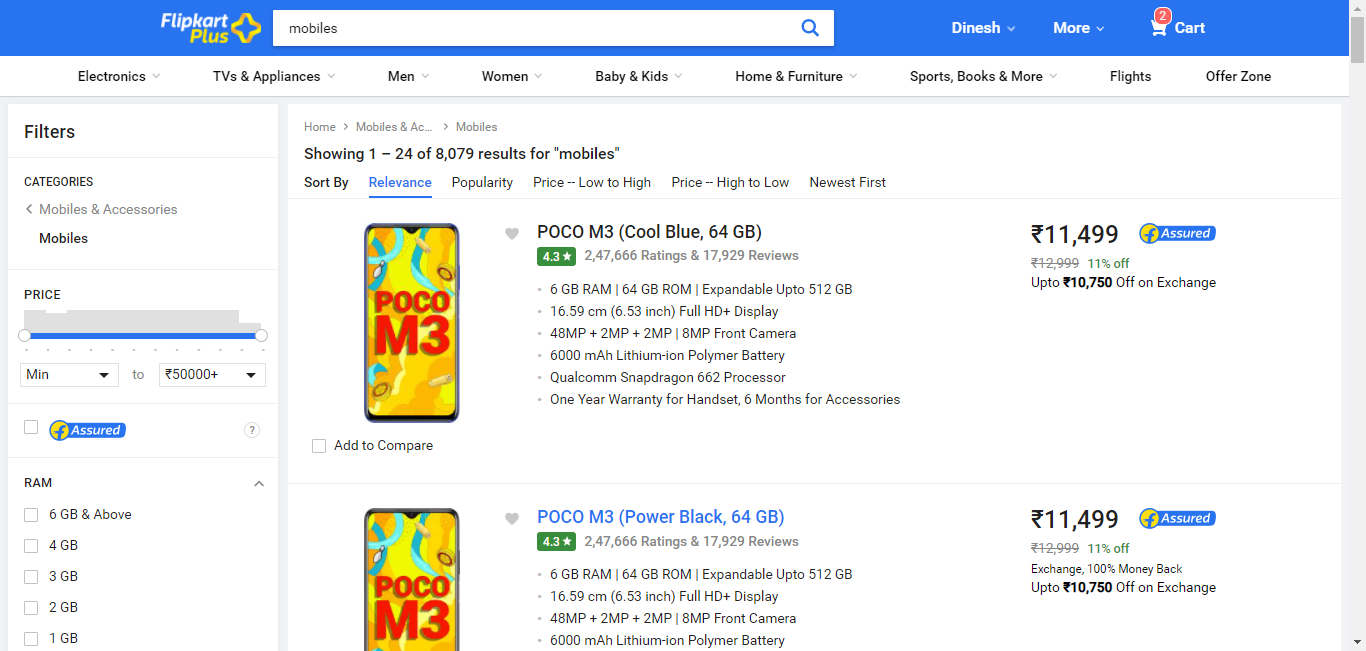 Flipkart
Plus
mobiles
Dinesh
More
2
Cart
Electronics
TVs & Appliances
Men
Women
Baby & Kids
Home & Furniture
Sports, Books & More
Flights
Offer Zone
Filters
CATEGORIES
Mobiles & Accessories
Mobiles
PRICE
Min to ₹50000+
f Assured ?
RAM
6 GB & Above
4 GB
3 GB
2 GB
1 GB
Home > Mobiles & Ac... > Mobiles
Showing 1 – 24 of 8,079 results for "mobiles"
Sort By Relevance Popularity Price -- Low to High Price -- High to Low Newest First
POCO
M3
Add to Compare
POCO M3 (Cool Blue, 64 GB)
4.3 ★ 2,47,666 Ratings & 17,929 Reviews
6 GB RAM | 64 GB ROM | Expandable Upto 512 GB
16.59 cm (6.53 inch) Full HD+ Display
48MP + 2MP + 2MP | 8MP Front Camera
6000 mAh Lithium-ion Polymer Battery
Qualcomm Snapdragon 662 Processor
One Year Warranty for Handset, 6 Months for Accessories
₹11,499 f Assured
₹12,999 11% off
Upto ₹10,750 Off on Exchange
POCO
M3
POCO M3 (Power Black, 64 GB)
4.3 ★ 2,47,666 Ratings & 17,929 Reviews
6 GB RAM | 64 GB ROM | Expandable Upto 512 GB
16.59 cm (6.53 inch) Full HD+ Display
48MP + 2MP + 2MP | 8MP Front Camera
6000 mAh Lithium-ion Polymer Battery
₹11,499 f Assured
₹12,999 11% off
Exchange, 100% Money Back
Upto ₹10,750 Off on Exchange